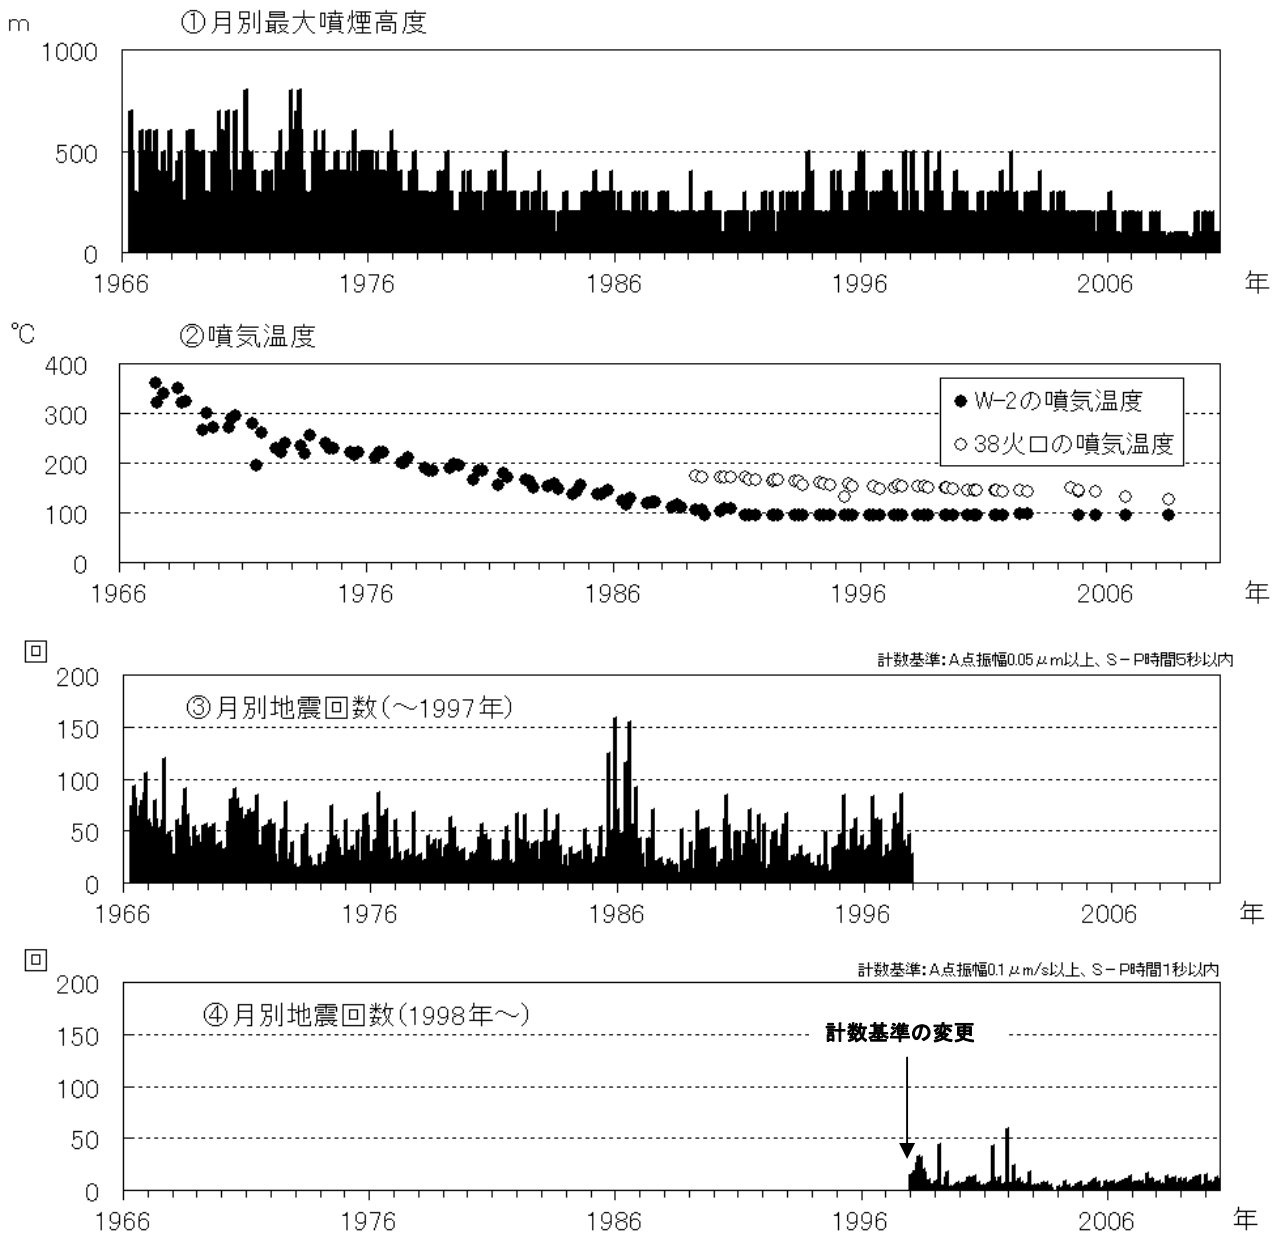 m ①月別最大噴煙高度
1000
500
0
1966 1976 1986 1996 2006 年
℃ ②噴気温度
400
300
200
100
0
●W-2の噴気温度
○38火口の噴気温度
1966 1976 1986 1996 2006 年
回
計数基準:A点振幅0.05μm以上、S-P時間5秒以内
200
③月別地震回数(~1997年)
150
100
50
0
1966 1976 1986 1996 2006 年
回
計数基準:A点振幅0.1μm/s以上、S-P時間1秒以内
200
④月別地震回数(1998年~)
150
計数基準の変更
100
50
0
1966 1976 1986 1996 2006 年